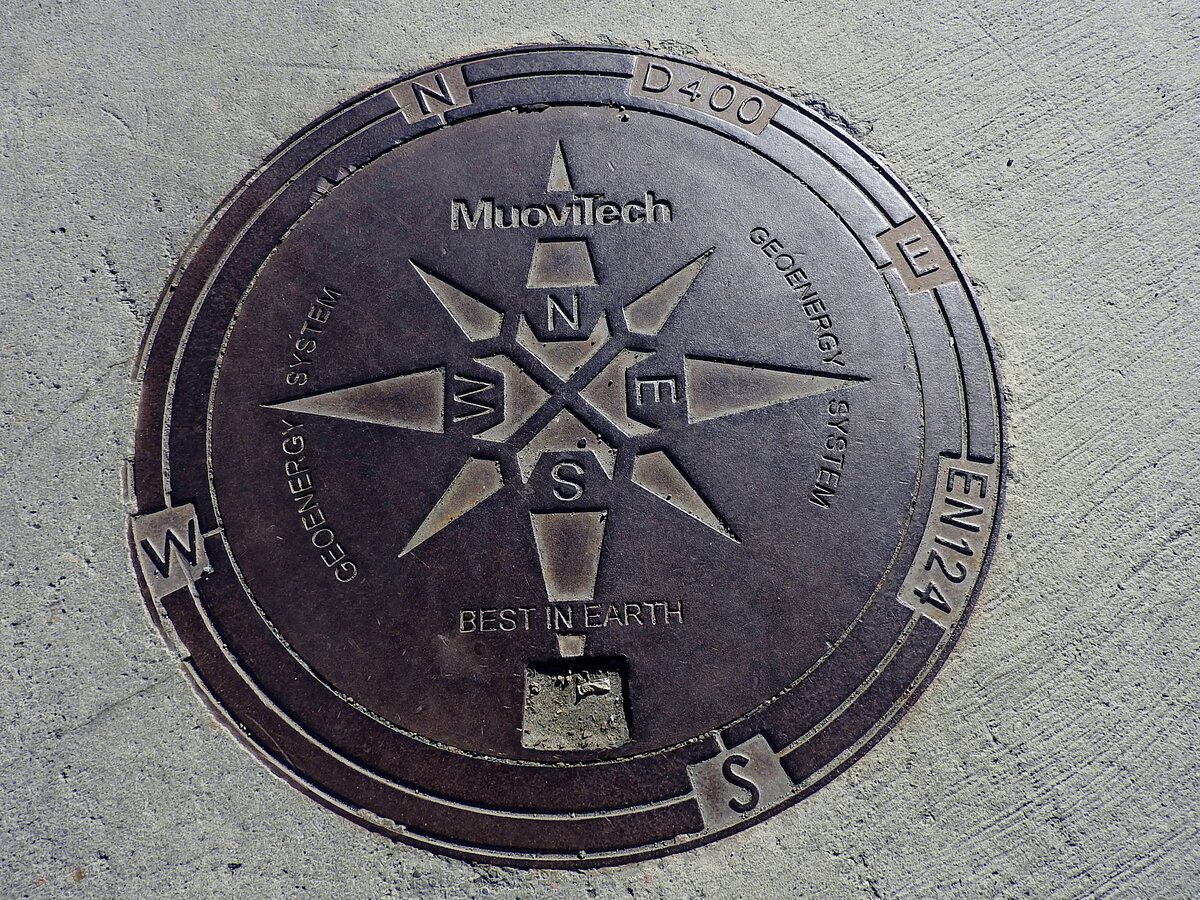 N
D400
E
EN124
S
W
MuoviTech
GEOENERGY SYSTEM
GEOENERGY SYSTEM
N
W
E
S
BEST IN EARTH